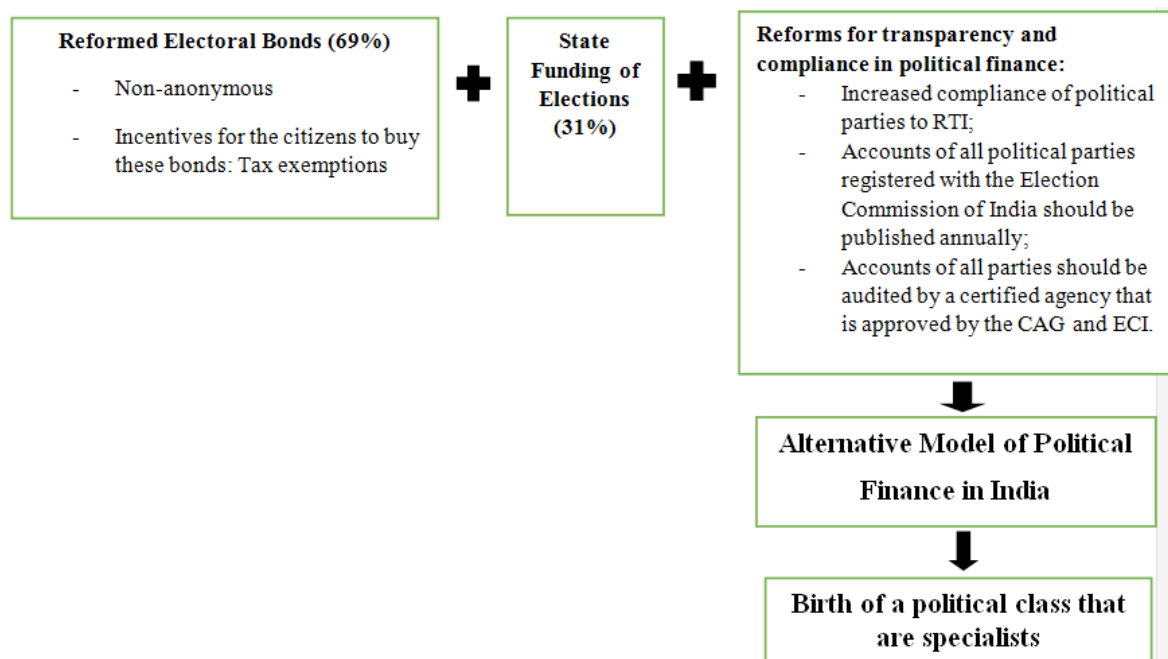 Reformed Electoral Bonds (69%)
- Non-anonymous
- Incentives for the citizens to buy
these bonds: Tax exemptions
State
Funding of
Elections
(31%)
Reforms for transparency and
compliance in political finance:
- Increased compliance of political
parties to RTI;
- Accounts of all political parties
registered with the Election
Commission of India should be
published annually;
- Accounts of all parties should be
audited by a certified agency that
is approved by the CAG and ECI.
Alternative Model of Political
Finance in India
Birth of a political class that
are specialists